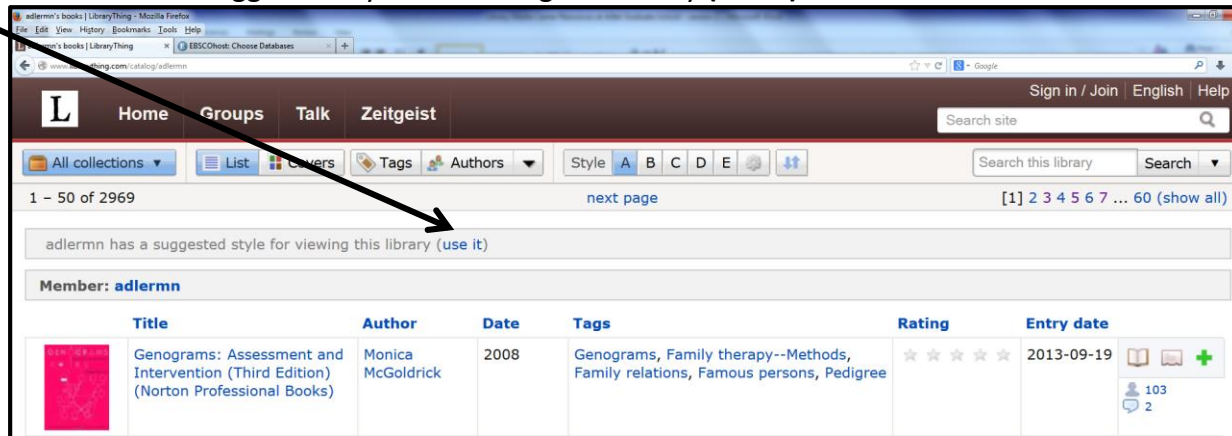 adlermn's books | LibraryThing - Mozilla Firefox
File Edit View History Bookmarks Tools Help
books | LibraryThing × EBSCOhost: Choose Databases × +
thing.com/catalog/adlermn Google
Sign in / Join English Help
L Home Groups Talk Zeitgeist Search site
All collections ▼ List Covers Tags Authors ▼ Style A B C D E Search this library Search ▼
1 – 50 of 2969 next page [1] 2 3 4 5 6 7 ... 60 (show all)
adlermn has a suggested style for viewing this library (use it)
Member: adlermn
Title Author Date Tags Rating Entry date
Genograms: Assessment and Monica 2008 Genograms, Family therapy--Methods, 2013-09-19
Intervention (Third Edition) McGoldrick Family relations, Famous persons, Pedigree
(Norton Professional Books) 103
2